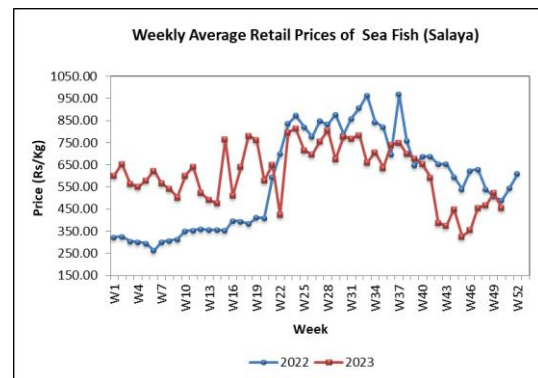 Weekly Average Retail Prices of Sea Fish (Salaya)
Price (Rs/Kg)
1050.00
950.00
850.00
750.00
650.00
550.00
450.00
350.00
250.00
150.00
W1 W4 W7 W10 W13 W16 W19 W22 W25 W28 W31 W34 W37 W40 W43 W46 W49 W52
Week
2022 2023